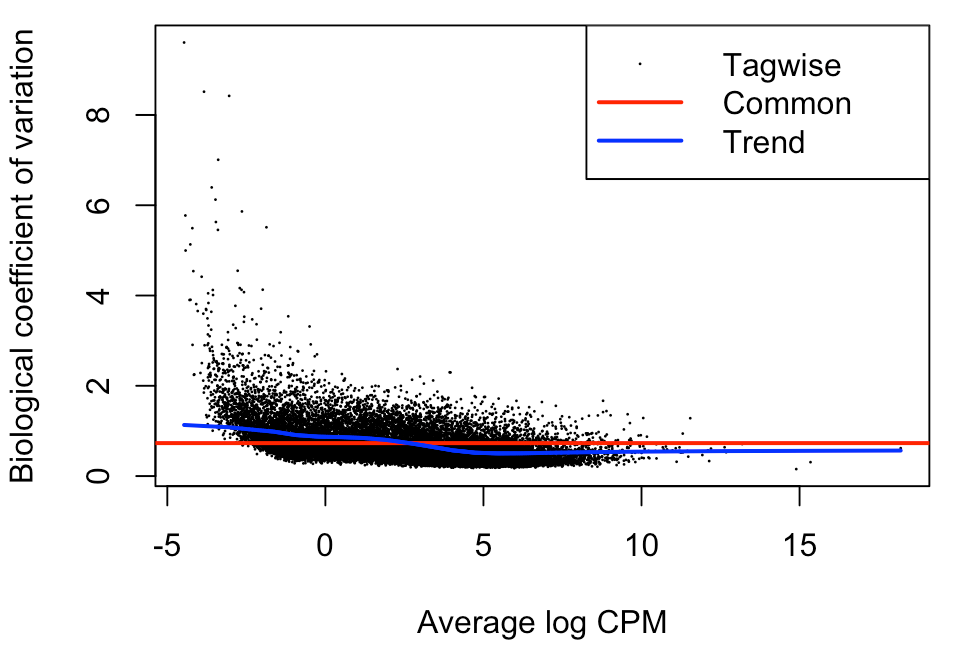 Biological coefficient of variation
8
6
4
2
0
Tagwise
Common
Trend
-5 0 5 10 15
Average log CPM